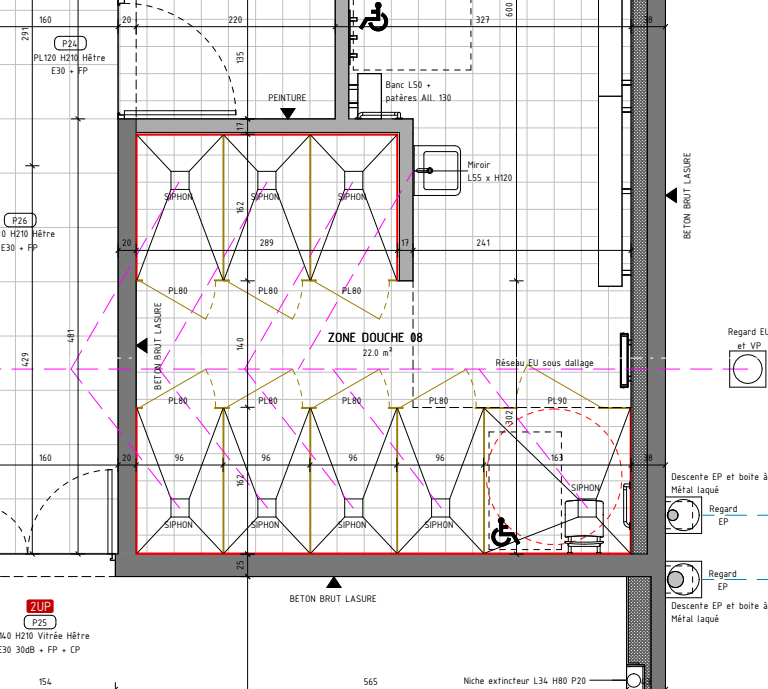 160
20
220
327
38
291
600
P24
PL120 H210 Hêtre
E30 + FP
135
Banc L50 +
patères All. 130
PEINTURE
17
Miroir
L55 x H120
SIPHON
SIPHON
SIPHON
162
BETON BRUT LASURE
P26
0 H210 Hêtre
E30 + FP
20
289
17
241
PL80
PL80
PL80
BETON BRUT LASURE
481
429
140
ZONE DOUCHE 08
22.0 m²
Réseau EU sous dallage
Regard EU
et VP
PL80
PL80
PL80
PL80
PL90
302
160
20
96
96
96
96
163
38
162
SIPHON
SIPHON
SIPHON
SIPHON
SIPHON
Descente EP et boite à
Métal laqué
Regard
EP
25
Regard
EP
BETON BRUT LASURE
Descente EP et boite à
Métal laqué
2UP
P25
140 H210 Vitrée Hêtre
E30 30dB + FP + CP
154
565
Niche extincteur L34 H80 P20